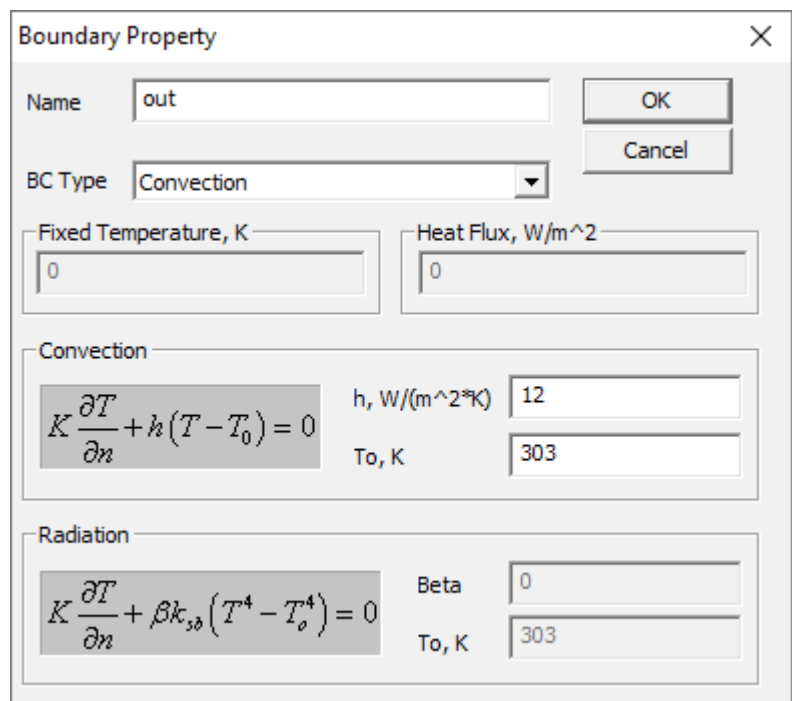 Boundary Property
Name
out
OK
Cancel
BC Type
Convection
Fixed Temperature, K
0
Heat Flux, W/m^2
0
Convection
K ∂T/∂n + h(T − T₀) = 0
h, W/(m^2*K)
12
To, K
303
Radiation
K ∂T/∂n + βkₛb(T⁴ − Tₒ⁴) = 0
Beta
0
To, K
303